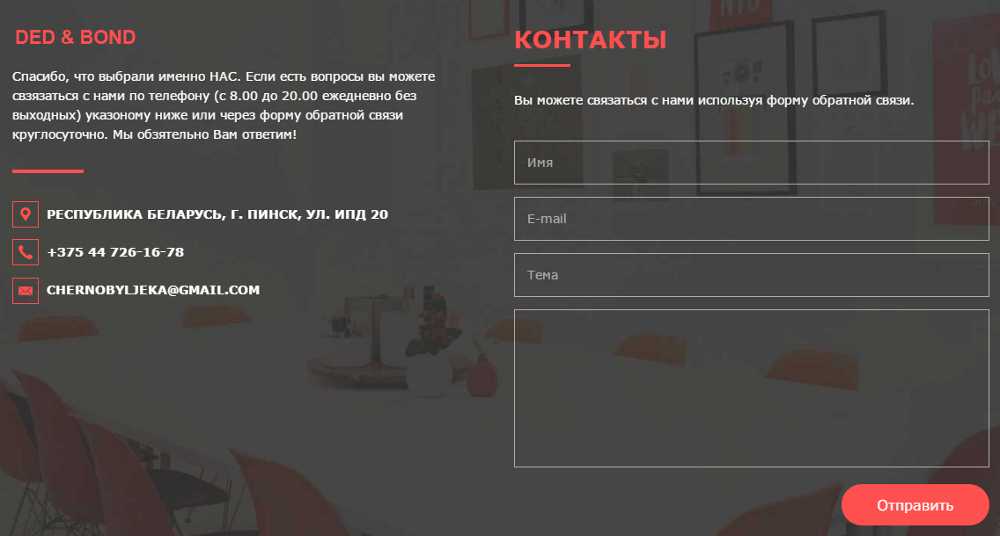 DED & BOND
Спасибо, что выбрали именно НАС. Если есть вопросы вы можете
свзязаться с нами по телефону (с 8.00 до 20.00 ежедневно без
выходных) указоному ниже или через форму обратной связи
круглосуточно. Мы обзятельно Вам ответим!
РЕСПУБЛИКА БЕЛАРУСЬ, Г. ПИНСК, УЛ. ИПД 20
+375 44 726-16-78
CHERNOBYLJEKA@GMAIL.COM
КОНТАКТЫ
Вы можете связаться с нами используя форму обратной связи.
Имя
E-mail
Тема
Отправить